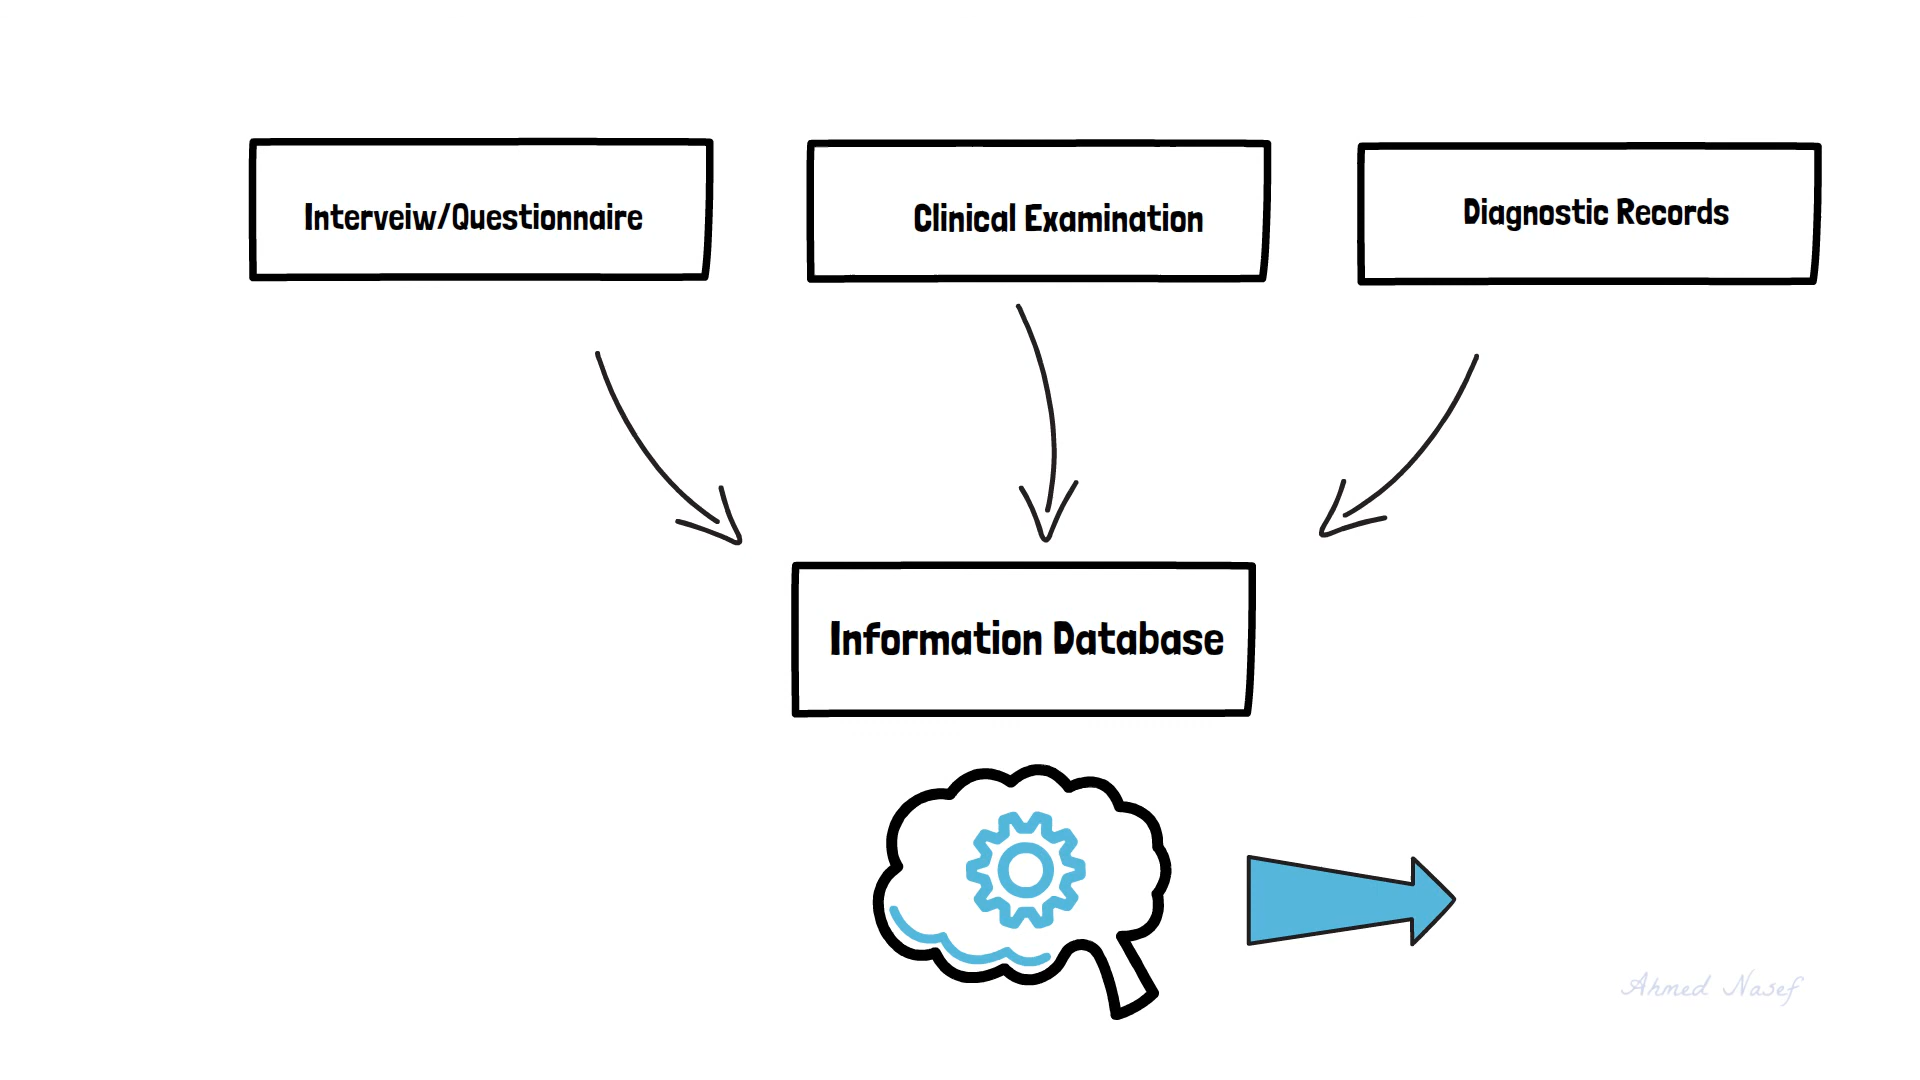 Interveiw/Questionnaire
Clinical Examination
Diagnostic Records
Information Database
Ahmed Nasef